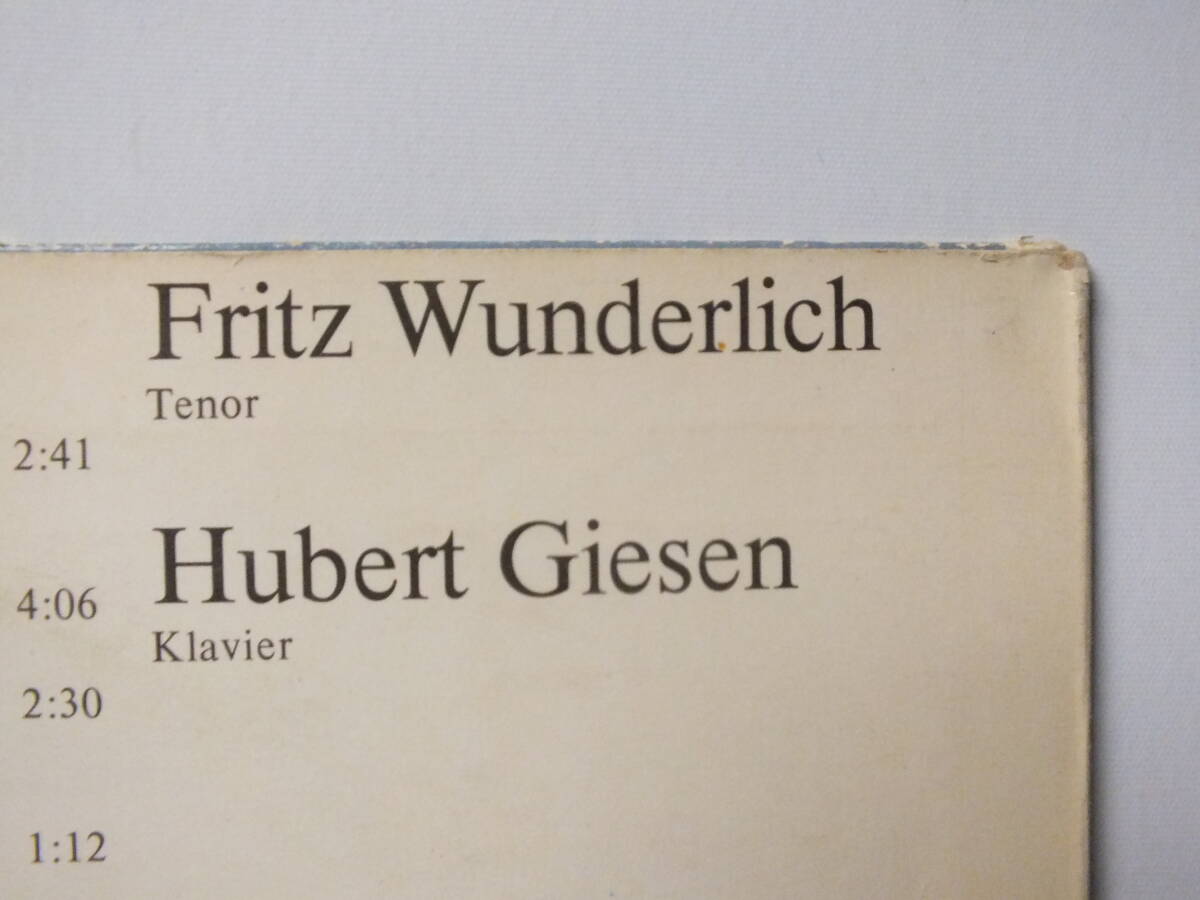 Fritz Wunderlich
Tenor
2:41
Hubert Giesen
4:06
Klavier
2:30
1:12